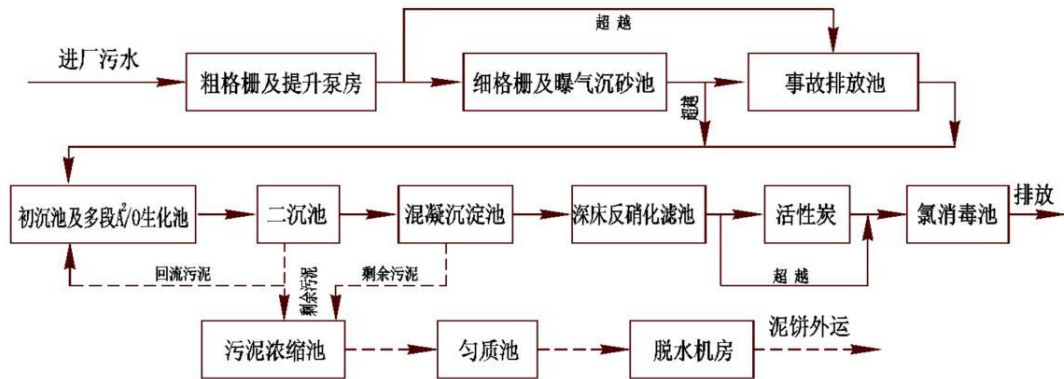 超 越
进厂污水
粗格栅及提升泵房
细格栅及曝气沉砂池
超越
事故排放池
初沉池及多段A²/O生化池
二沉池
混凝沉淀池
深床反硝化滤池
活性炭
氯消毒池
排放
回流污泥
剩余污泥
剩余污泥
超 越
污泥浓缩池
匀质池
脱水机房
泥饼外运